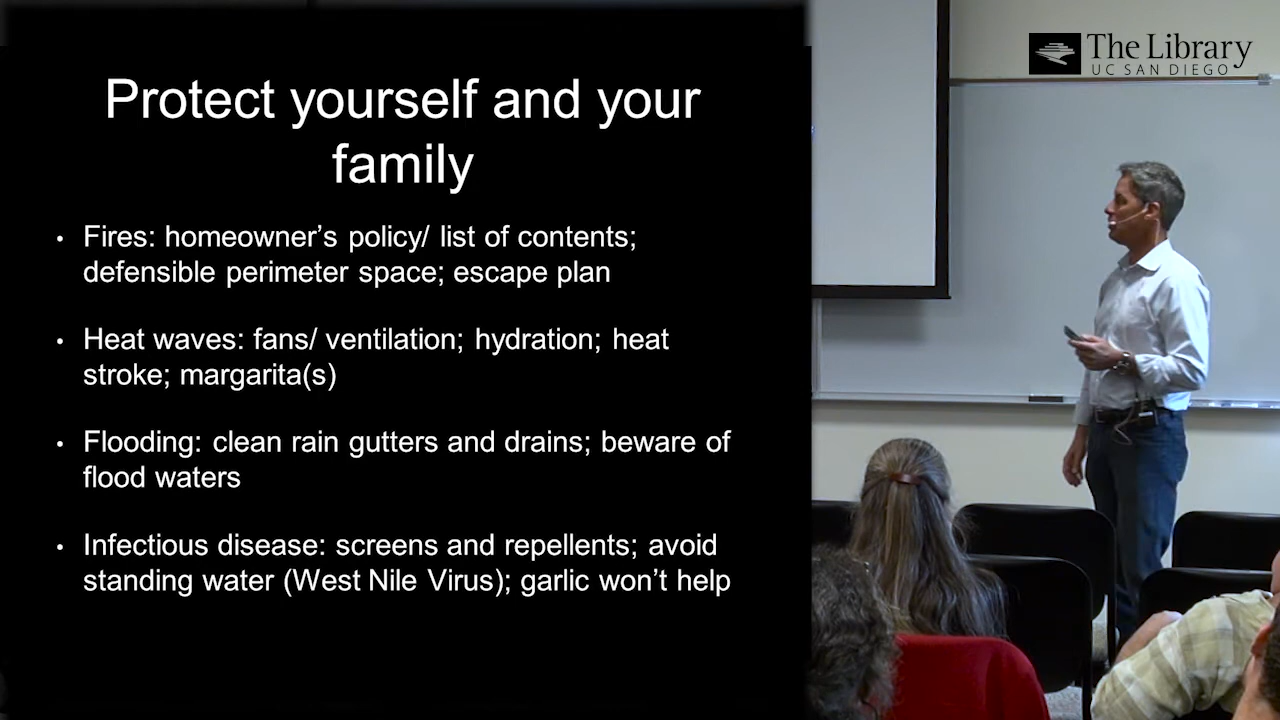 Protect yourself and your
family
• Fires: homeowner's policy/ list of contents;
defensible perimeter space; escape plan
• Heat waves: fans/ ventilation; hydration; heat
stroke; margarita(s)
• Flooding: clean rain gutters and drains; beware of
flood waters
• Infectious disease: screens and repellents; avoid
standing water (West Nile Virus); garlic won't help
The Library
UC SAN DIEGO